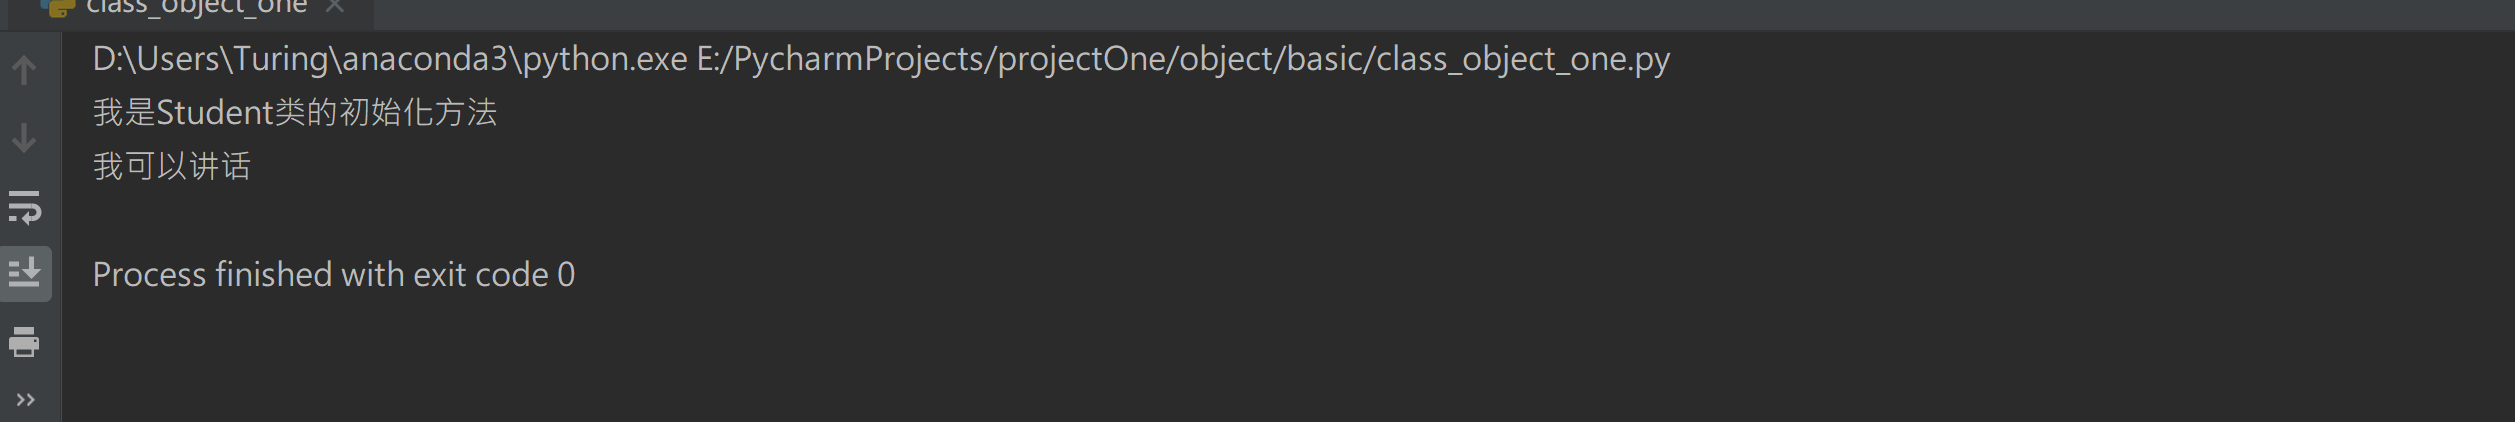 class_object_one
D:\Users\Turing\anaconda3\python.exe E:/PycharmProjects/projectOne/object/basic/class_object_one.py
我是Student类的初始化方法
我可以讲话
Process finished with exit code 0